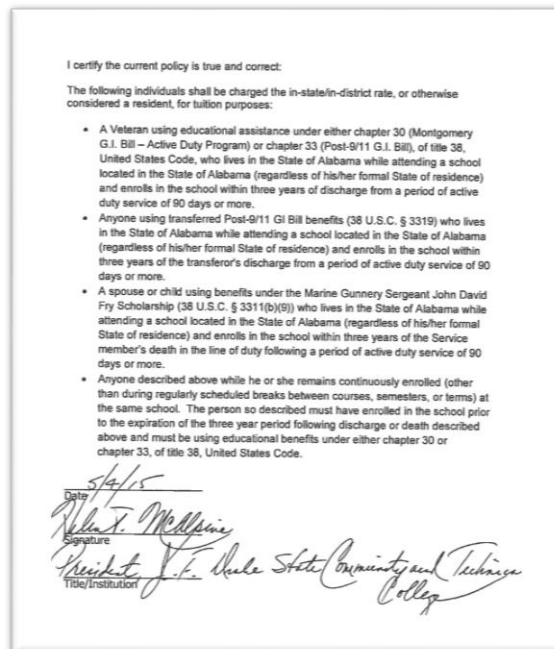 I certify the current policy is true and correct:
The following individuals shall be charged the in-state/in-district rate, or otherwise
considered a resident, for tuition purposes:
• A Veteran using educational assistance under either chapter 30 (Montgomery
G.I. Bill – Active Duty Program) or chapter 33 (Post-9/11 G.I. Bill), of title 38,
United States Code, who lives in the State of Alabama while attending a school
located in the State of Alabama (regardless of his/her formal State of residence)
and enrolls in the school within three years of discharge from a period of active
duty service of 90 days or more.
• Anyone using transferred Post-9/11 GI Bill benefits (38 U.S.C. § 3319) who lives
in the State of Alabama while attending a school located in the State of Alabama
(regardless of his/her formal State of residence) and enrolls in the school within
three years of the transferor's discharge from a period of active duty service of 90
days or more.
• A spouse or child using benefits under the Marine Gunnery Sergeant John David
Fry Scholarship (38 U.S.C. § 3311(b)(9)) who lives in the State of Alabama while
attending a school located in the State of Alabama (regardless of his/her formal
State of residence) and enrolls in the school within three years of the Service
member's death in the line of duty following a period of active duty service of 90
days or more.
• Anyone described above while he or she remains continuously enrolled (other
than during regularly scheduled breaks between courses, semesters, or terms) at
the same school. The person so described must have enrolled in the school prior
to the expiration of the three year period following discharge or death described
above and must be using educational benefits under either chapter 30 or
chapter 33, of title 38, United States Code.
5/4/15
Date
Helen T. McAlpine
Signature
President J. F. Drake State Community and Technical
College
Title/Institution